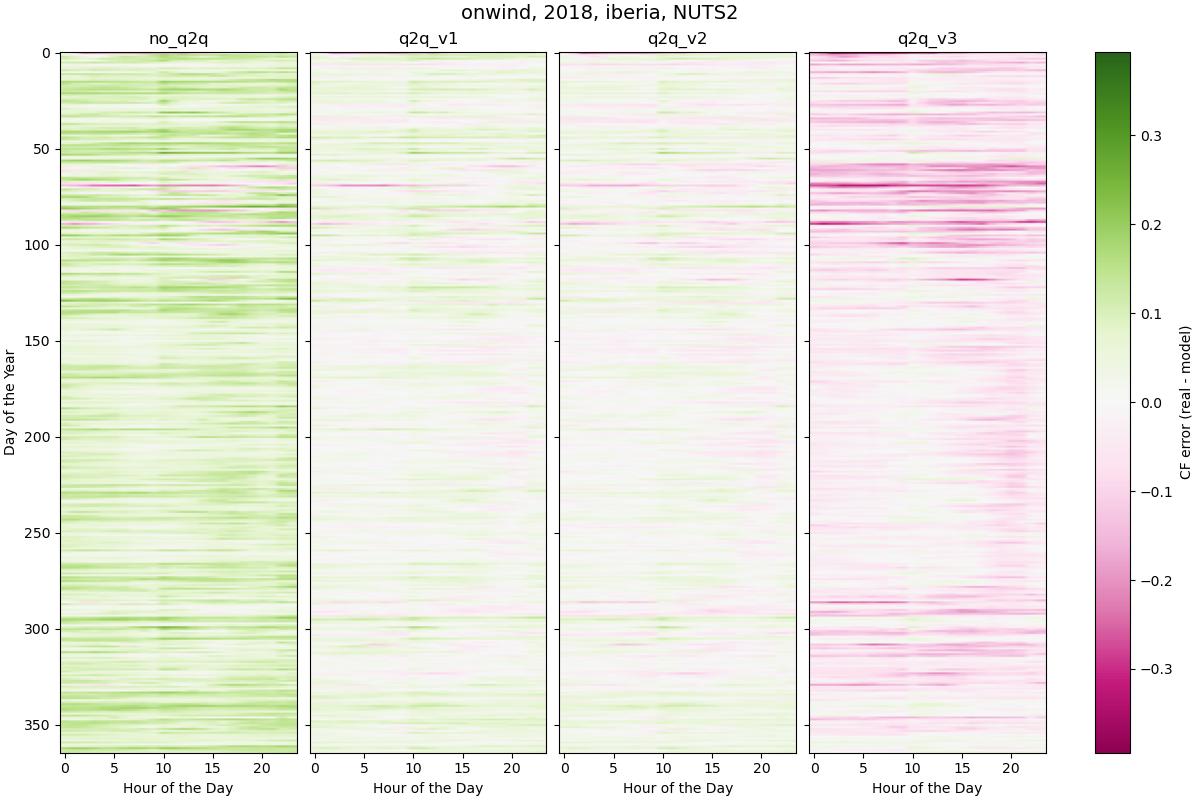 onwind, 2018, iberia, NUTS2
no_q2q
q2q_v1
q2q_v2
q2q_v3
0
50
100
150
200
250
300
350
Day of the Year
0 5 10 15 20
0 5 10 15 20
0 5 10 15 20
0 5 10 15 20
Hour of the Day
Hour of the Day
Hour of the Day
Hour of the Day
0.3
0.2
0.1
0.0
−0.1
−0.2
−0.3
CF error (real - model)